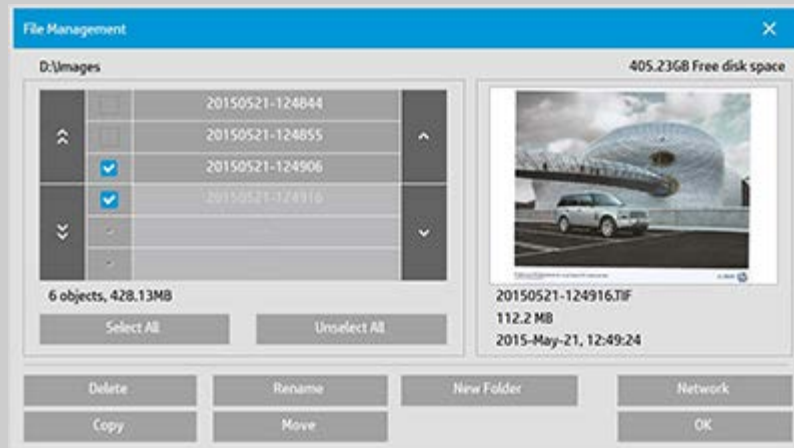 File Management
D:\Images
405.23GB Free disk space
20150521-124844
20150521-124855
20150521-124906
20150521-124916
6 objects, 428.13MB
Select All
Unselect All
20150521-124916.TIF
112.2 MB
2015-May-21, 12:49:24
Delete
Rename
New Folder
Network
Copy
Move
OK